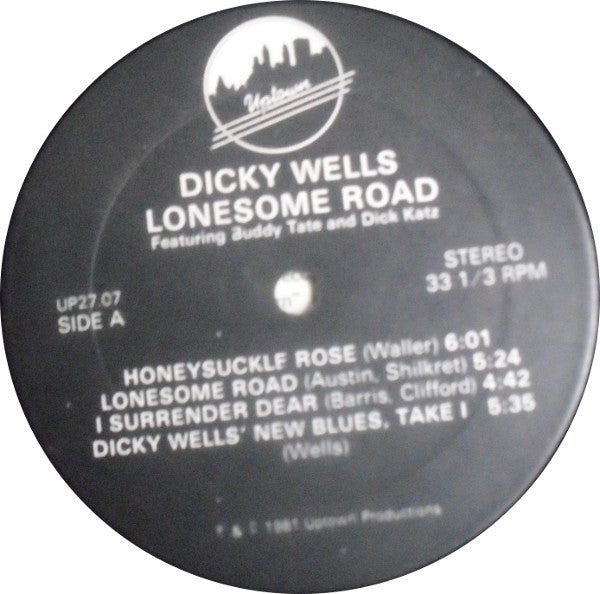 Uptown
DICKY WELLS
LONESOME ROAD
Featuring Buddy Tate and Dick Katz
UP27.07
SIDE A
STEREO
33 1/3 RPM
HONEYSUCKLE ROSE (Waller) 6:01
LONESOME ROAD (Austin, Shilkret) 5:24
I SURRENDER DEAR (Barris, Clifford) 4:42
DICKY WELLS' NEW BLUES, TAKE I 5:35
(Wells)
℗ & © 1981 Uptown Productions